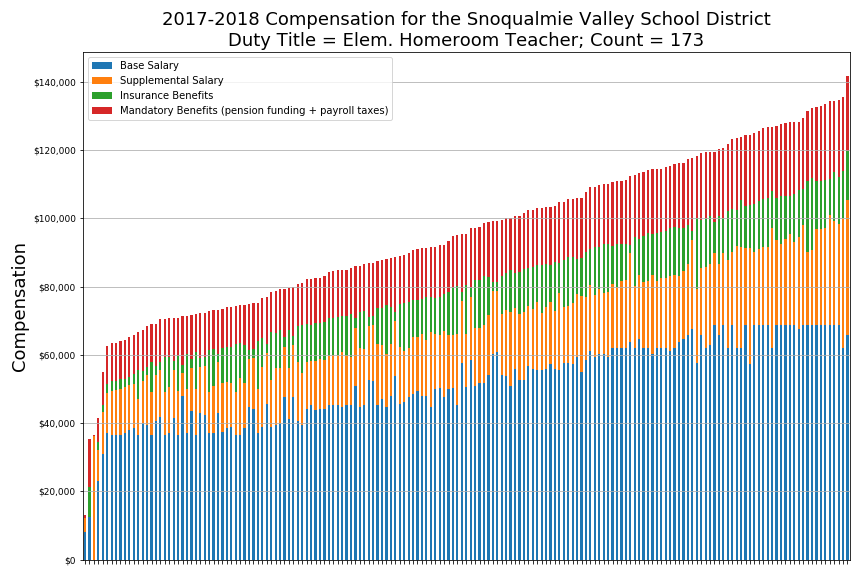 2017-2018 Compensation for the Snoqualmie Valley School District
Duty Title = Elem. Homeroom Teacher; Count = 173
Base Salary
Supplemental Salary
Insurance Benefits
Mandatory Benefits (pension funding + payroll taxes)
$140,000
$120,000
$100,000
$80,000
$60,000
$40,000
$20,000
$0
Compensation